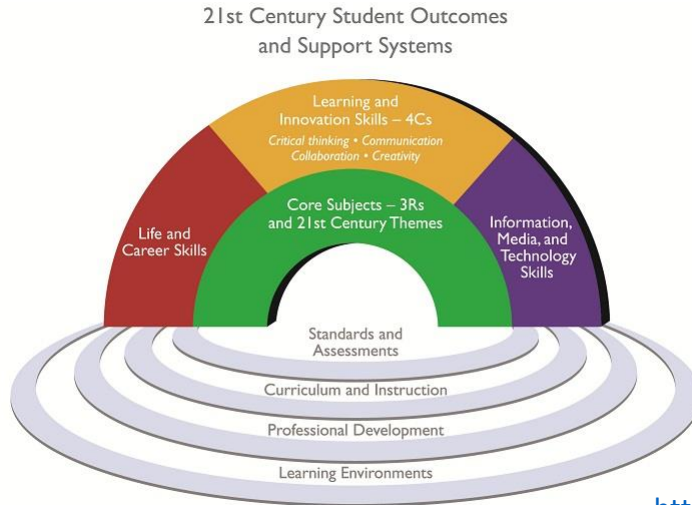 21st Century Student Outcomes
and Support Systems
Learning and
Innovation Skills – 4Cs
Critical thinking • Communication
Collaboration • Creativity
Core Subjects – 3Rs
and 21st Century Themes
Life and
Career Skills
Information,
Media, and
Technology
Skills
Standards and
Assessments
Curriculum and Instruction
Professional Development
Learning Environments